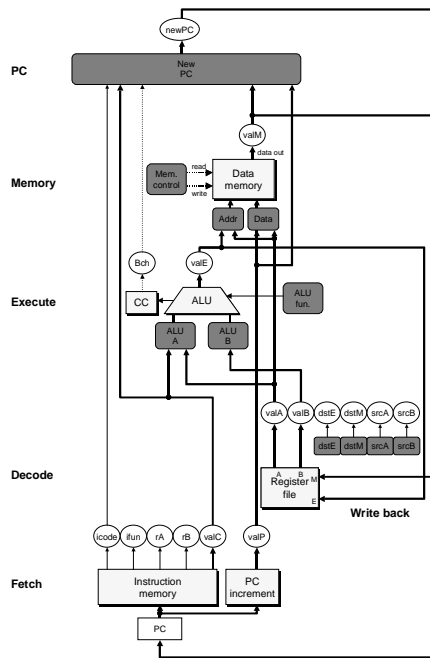 newPC
PC
New
PC
valM
data out
Memory
Mem.
control
read
write
Data
memory
Addr
Data
Bch
valE
Execute
CC
ALU
ALU
fun.
ALU
A
ALU
B
valA
valB
dstE
dstM
srcA
srcB
dstE
dstM
srcA
srcB
Decode
A
B
M
Register
file
E
Write back
icode
ifun
rA
rB
valC
valP
Fetch
Instruction
memory
PC
increment
PC